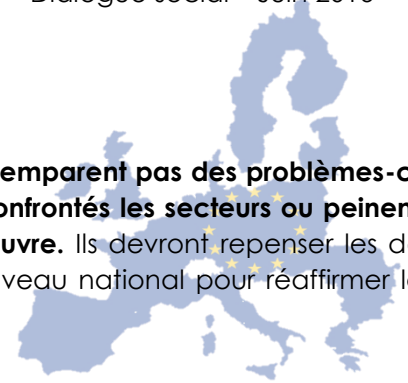 Dialogue social – Juin 2016
emparent pas des problèmes-c
onfrontés les secteurs ou peinen
uvre. Ils devront repenser les d
veau national pour réaffirmer l